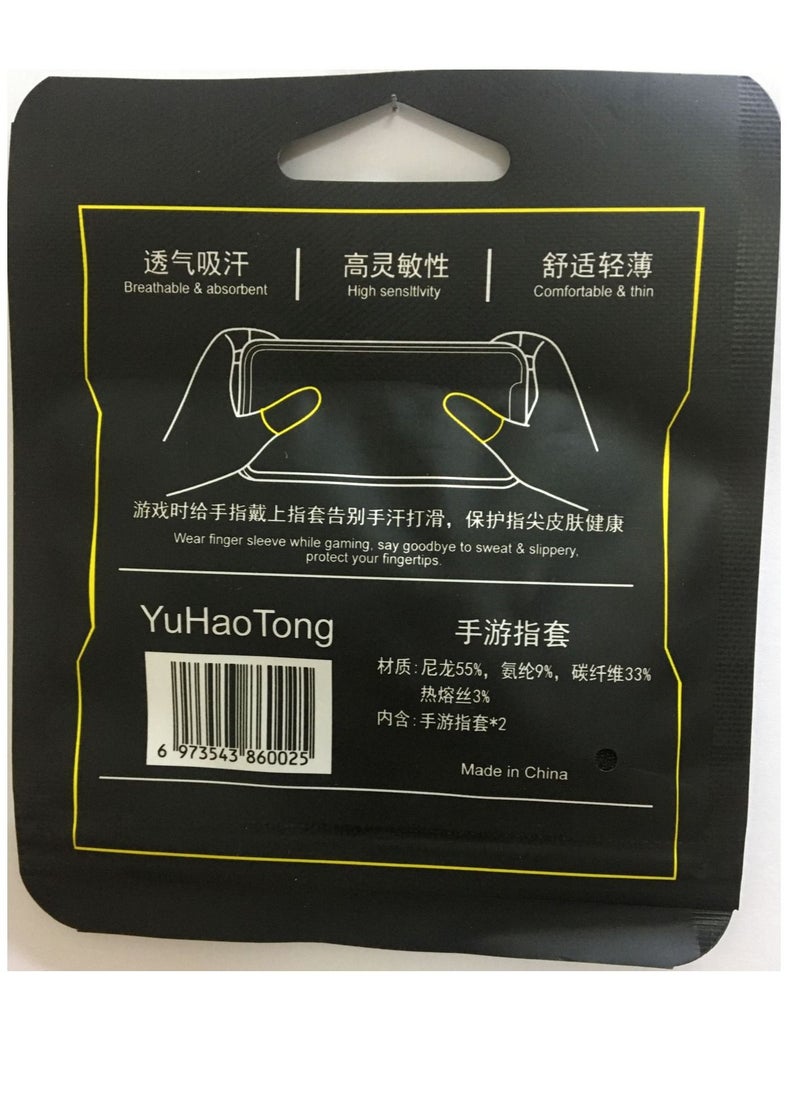 透气吸汗
Breathable & absorbent
高灵敏性
High sensitivity
舒适轻薄
Comfortable & thin
游戏时给手指戴上指套告别手汗打滑，保护指尖皮肤健康
Wear finger sleeve while gaming, say goodbye to sweat & slippery,
protect your fingertips.
YuHaoTong
6 973543 860025
手游指套
材质:尼龙55%，氨纶9%，碳纤维33%
热熔丝3%
内含:手游指套*2
Made in China